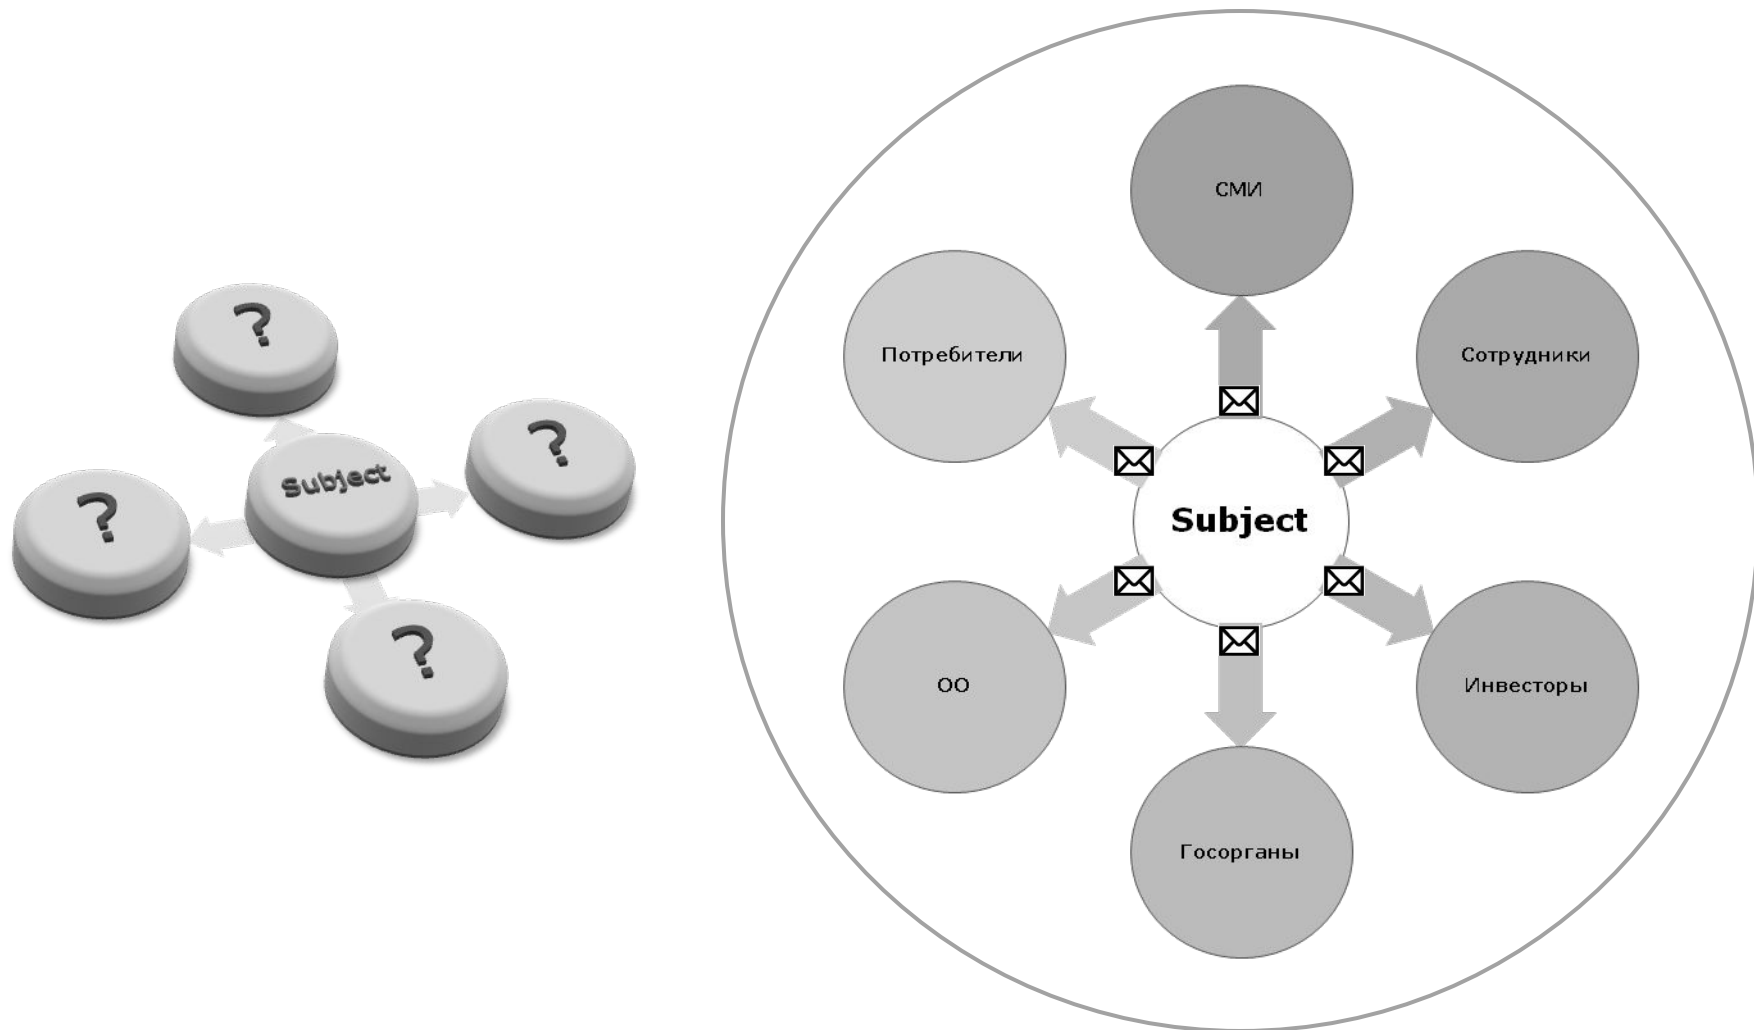 ?
?
?
Subject
?
СМИ
Потребители
Сотрудники
Subject
ОО
Инвесторы
Госорганы